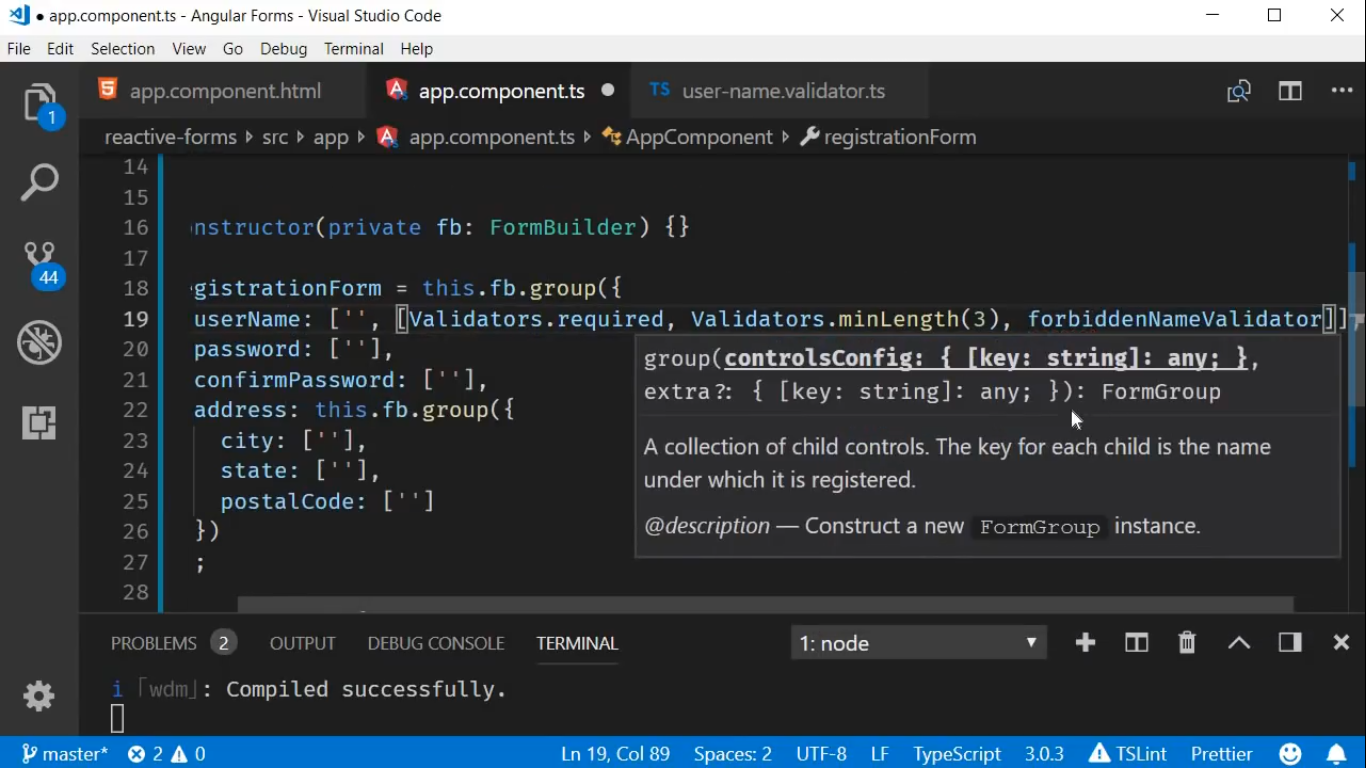 ● app.component.ts - Angular Forms - Visual Studio Code
File Edit Selection View Go Debug Terminal Help
app.component.html app.component.ts TS user-name.validator.ts
reactive-forms src app app.component.ts AppComponent registrationForm
1
44
14
15
16 nstructor(private fb: FormBuilder) {}
17
18 gistrationForm = this.fb.group({
19 userName: ['', [Validators.required, Validators.minLength(3), forbiddenNameValidator]]
20 password: [''],
21 confirmPassword: [''],
22 address: this.fb.group({
23 city: [''],
24 state: [''],
25 postalCode: ['']
26 })
27 ;
28
group(controlsConfig: { [key: string]: any; },
extra?: { [key: string]: any; }): FormGroup
A collection of child controls. The key for each child is the name
under which it is registered.
@description — Construct a new FormGroup instance.
PROBLEMS 2 OUTPUT DEBUG CONSOLE TERMINAL 1: node
i ｢wdm｣: Compiled successfully.
master* 2 0 Ln 19, Col 89 Spaces: 2 UTF-8 LF TypeScript 3.0.3 TSLint Prettier